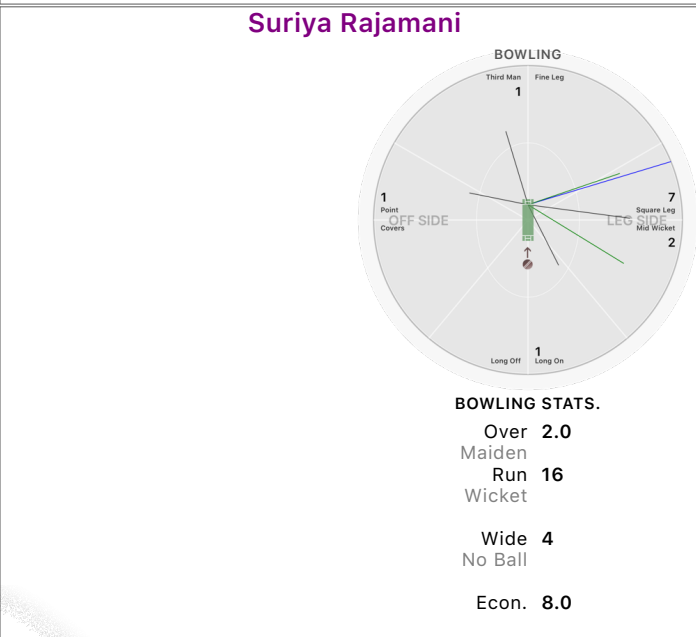 Suriya Rajamani
BOWLING
Third Man Fine Leg
1
1 7
Point Square Leg
OFF SIDE LEG SIDE
Covers Mid Wicket
2
1
Long Off Long On
BOWLING STATS.
Over 2.0
Maiden
Run 16
Wicket
Wide 4
No Ball
Econ. 8.0